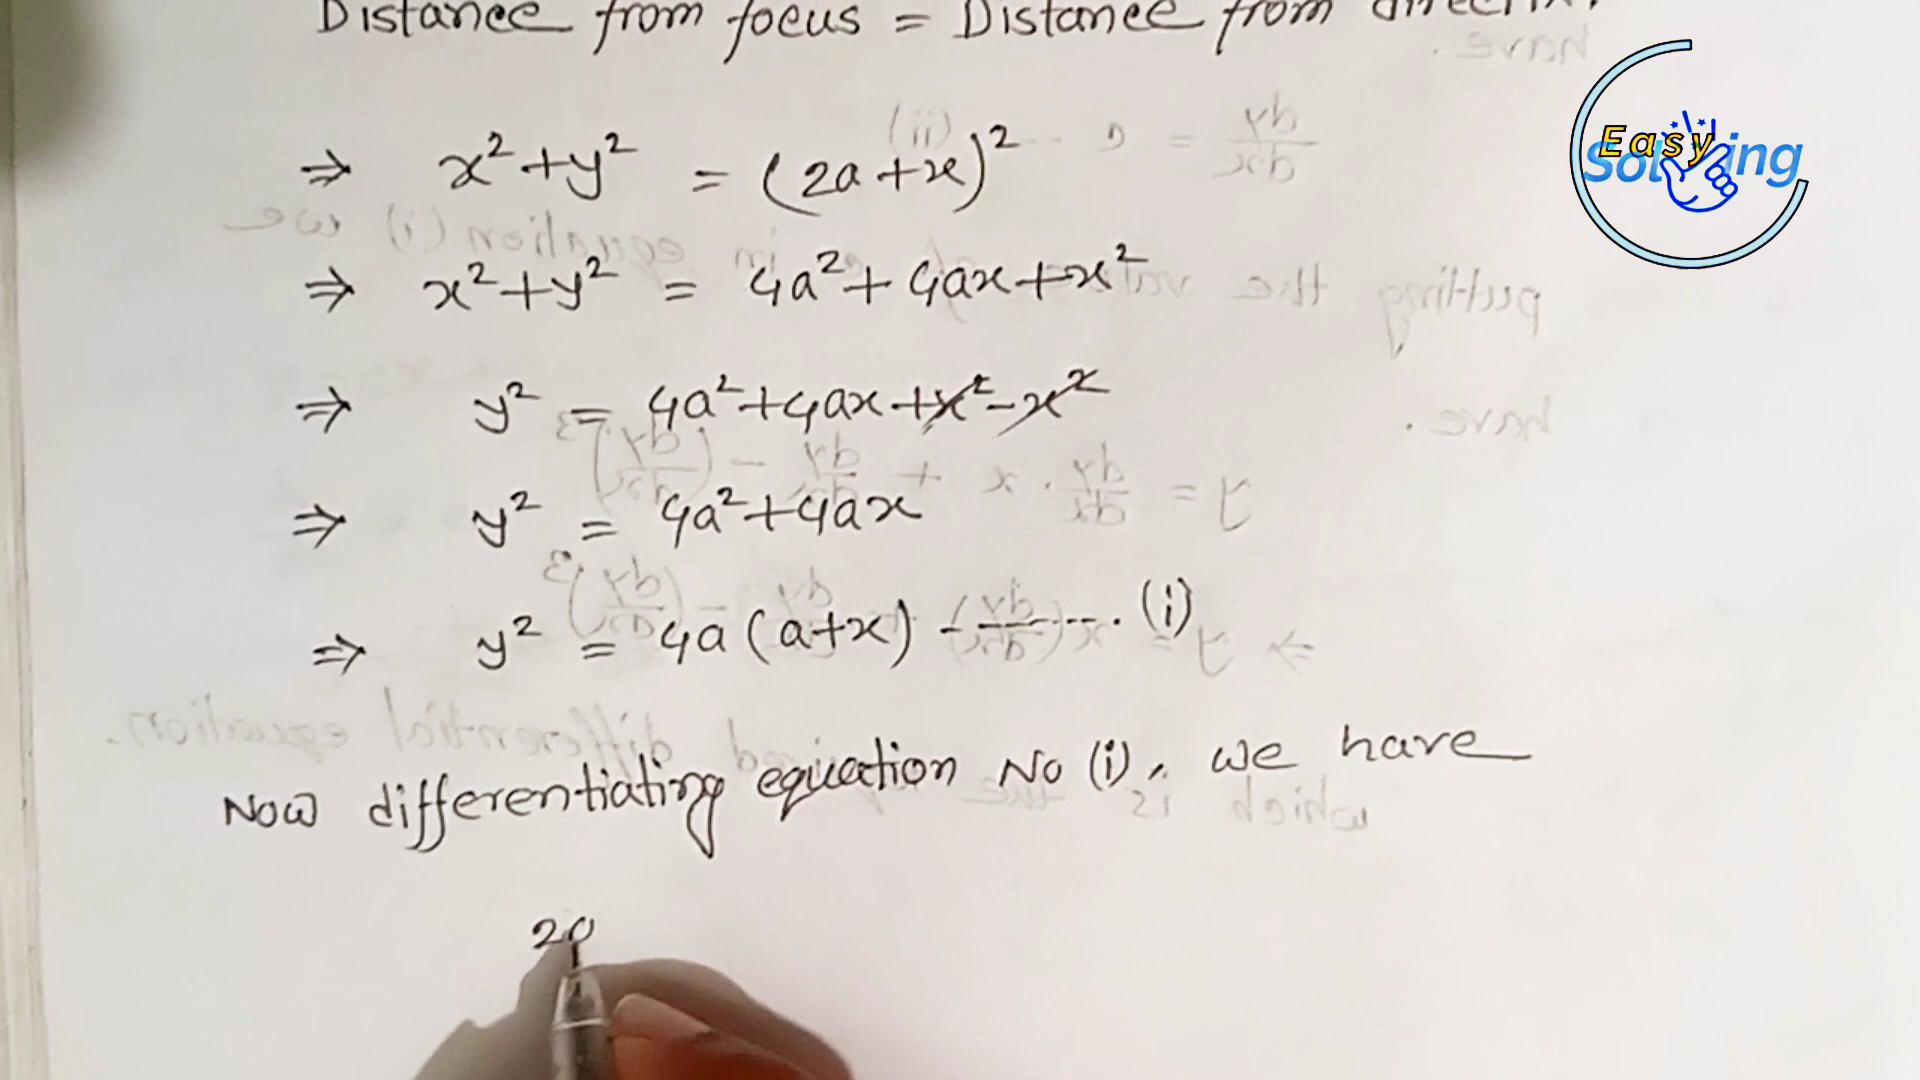 Distance from focus = Distance from directrix.
⇒ x²+y² = (2a+x)²
⇒ x²+y² = 4a²+4ax+x²
⇒ y² = 4a²+4ax+x²-x²
⇒ y² = 4a²+4ax
⇒ y² = 4a(a+x) ------- (i)
Now differentiating equation No (i), we have
Easy
Solving